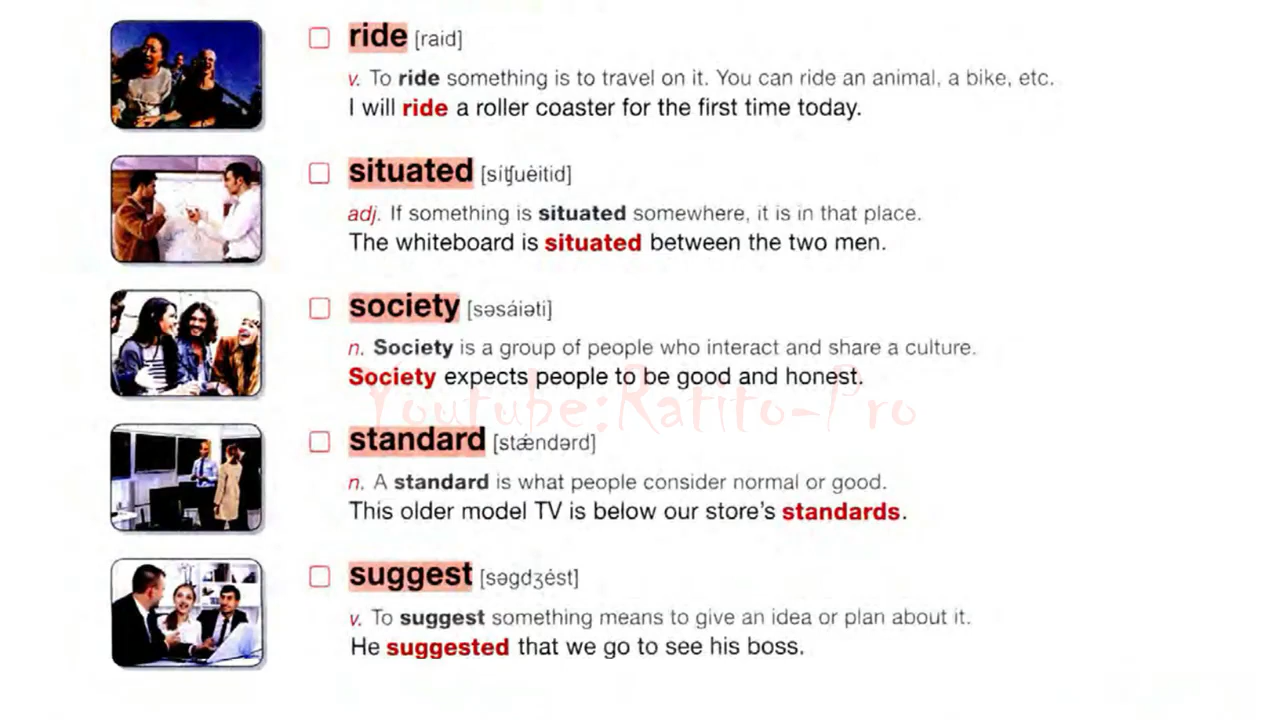 ride [raid]
v. To ride something is to travel on it. You can ride an animal, a bike, etc.
I will ride a roller coaster for the first time today.
situated [sítʃuèitid]
adj. If something is situated somewhere, it is in that place.
The whiteboard is situated between the two men.
society [səsáiəti]
n. Society is a group of people who interact and share a culture.
Society expects people to be good and honest.
Youtube:Ratito-Pro
standard [stǽndərd]
n. A standard is what people consider normal or good.
This older model TV is below our store's standards.
suggest [səgdʒést]
v. To suggest something means to give an idea or plan about it.
He suggested that we go to see his boss.